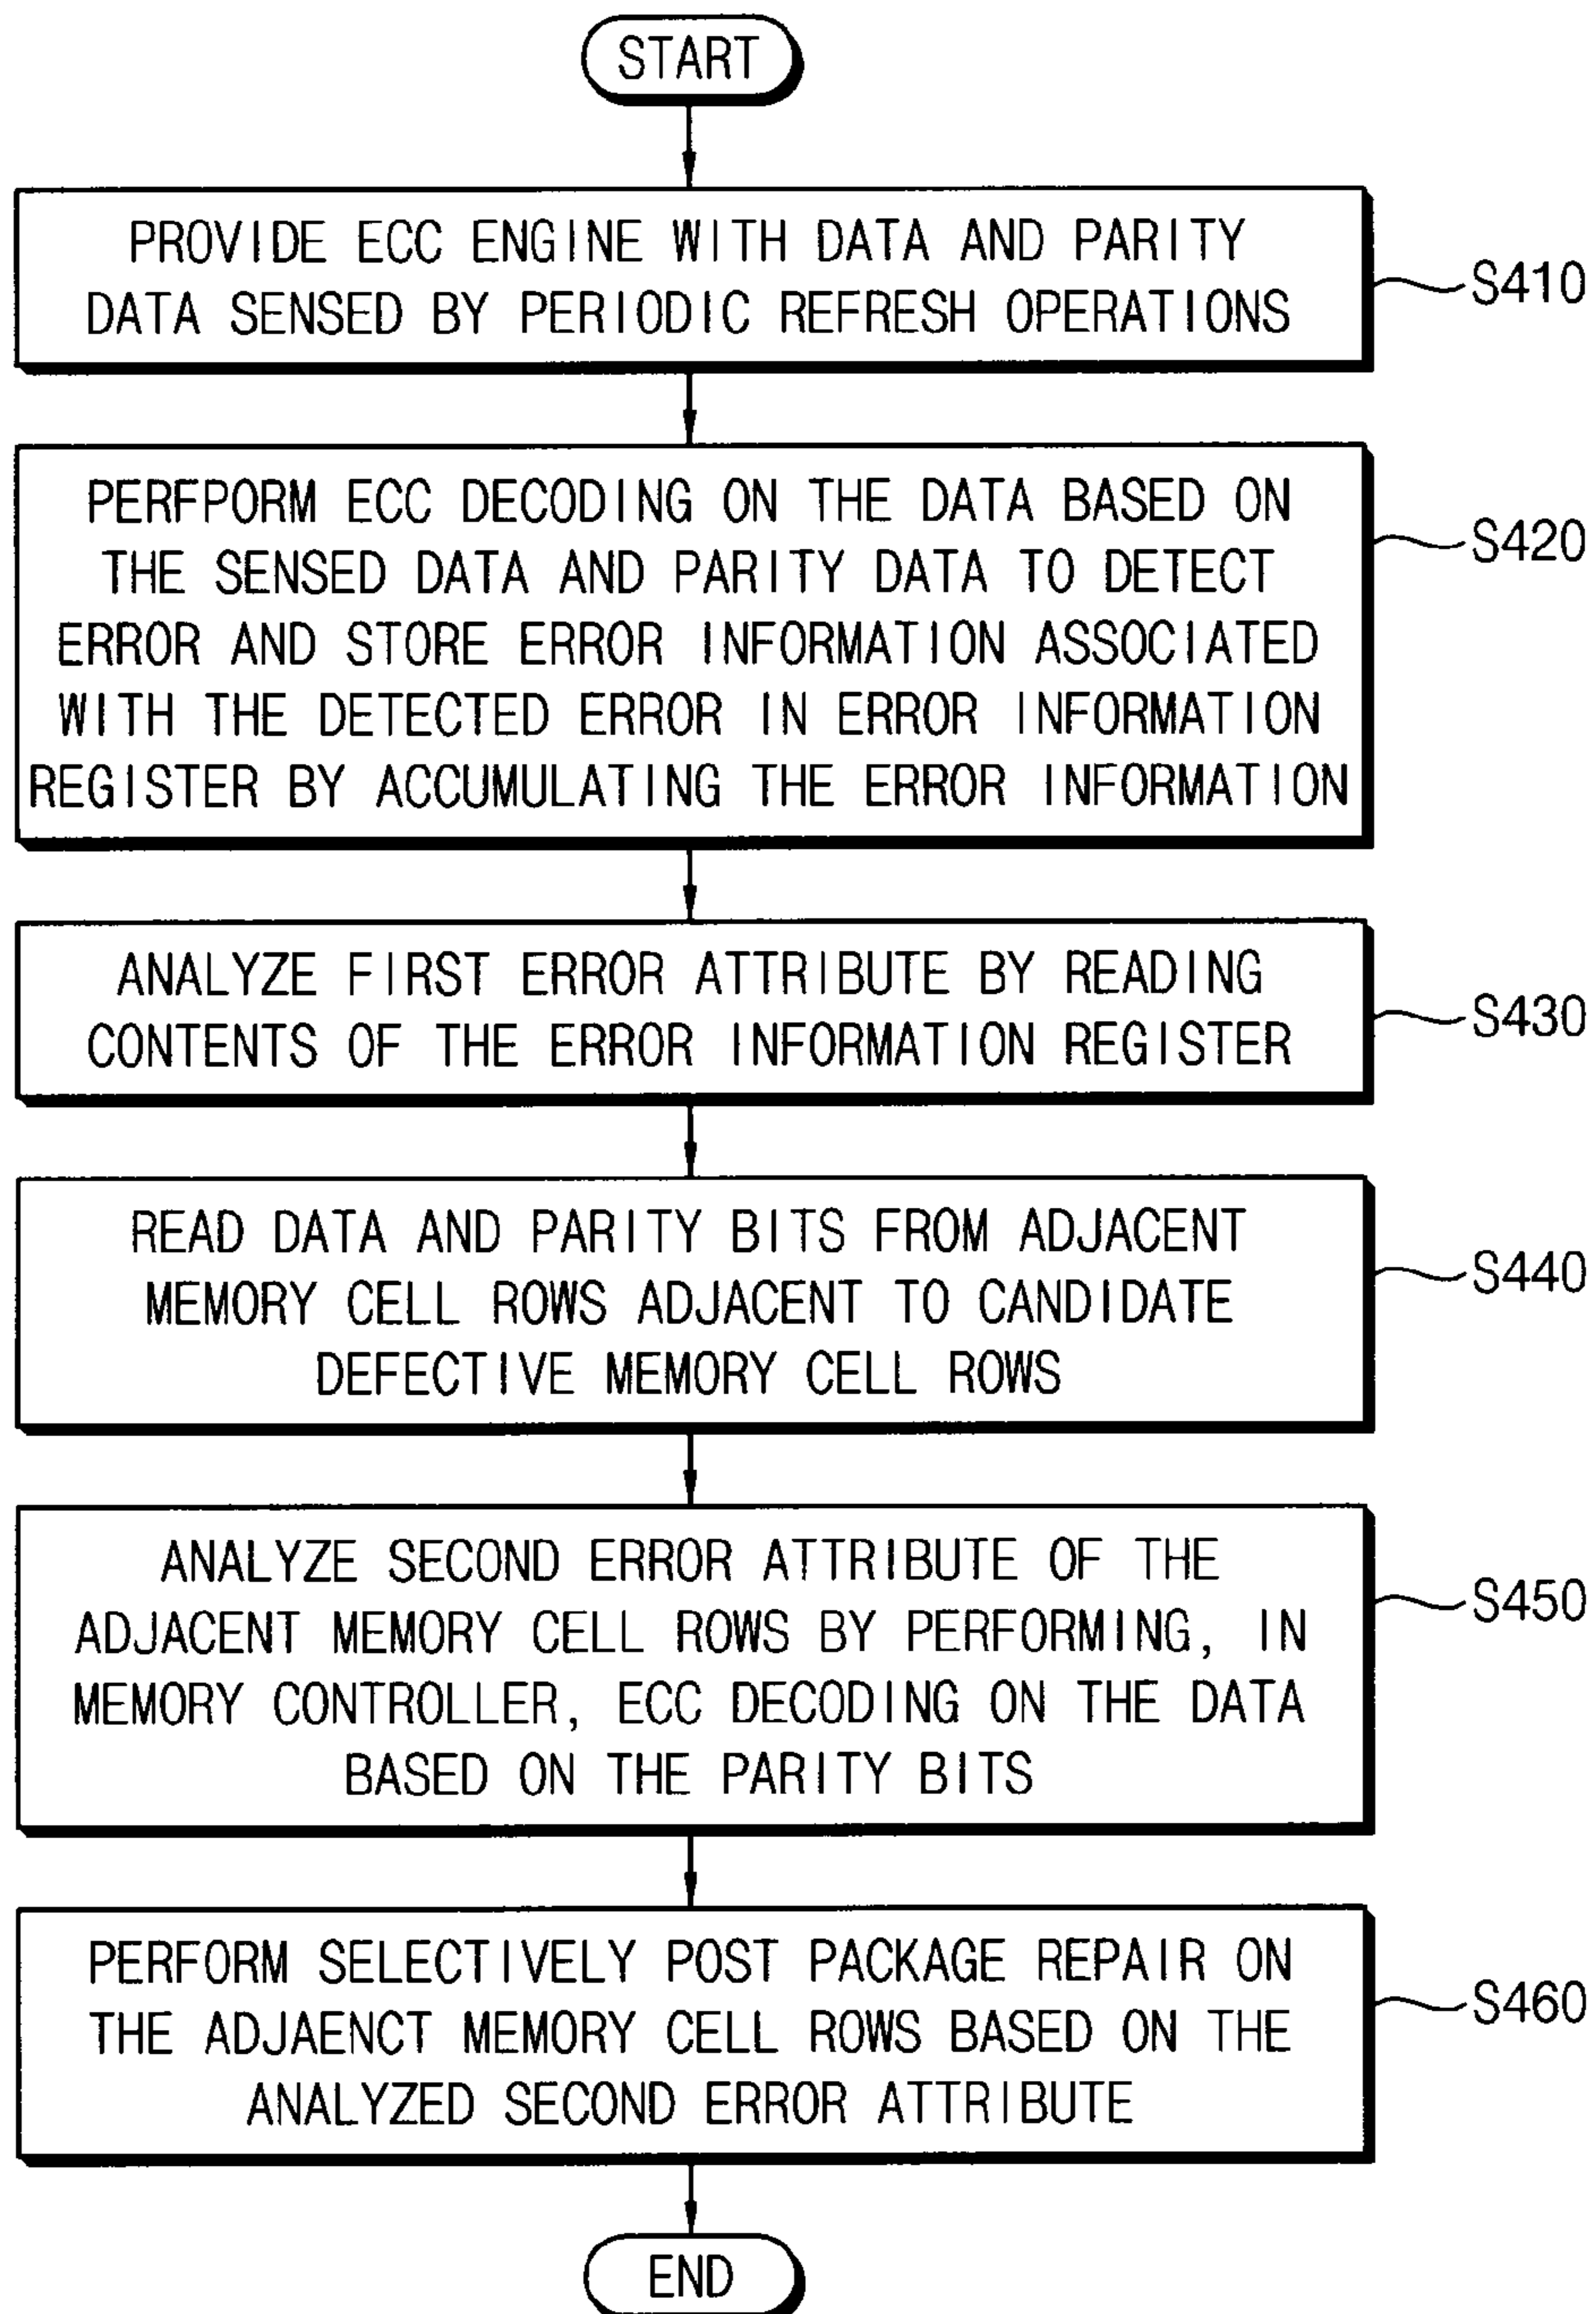 START
PROVIDE ECC ENGINE WITH DATA AND PARITY
DATA SENSED BY PERIODIC REFRESH OPERATIONS
S410
PERFPORM ECC DECODING ON THE DATA BASED ON
THE SENSED DATA AND PARITY DATA TO DETECT
ERROR AND STORE ERROR INFORMATION ASSOCIATED
WITH THE DETECTED ERROR IN ERROR INFORMATION
REGISTER BY ACCUMULATING THE ERROR INFORMATION
S420
ANALYZE FIRST ERROR ATTRIBUTE BY READING
CONTENTS OF THE ERROR INFORMATION REGISTER
S430
READ DATA AND PARITY BITS FROM ADJACENT
MEMORY CELL ROWS ADJACENT TO CANDIDATE
DEFECTIVE MEMORY CELL ROWS
S440
ANALYZE SECOND ERROR ATTRIBUTE OF THE
ADJACENT MEMORY CELL ROWS BY PERFORMING, IN
MEMORY CONTROLLER, ECC DECODING ON THE DATA
BASED ON THE PARITY BITS
S450
PERFORM SELECTIVELY POST PACKAGE REPAIR ON
THE ADJAENCT MEMORY CELL ROWS BASED ON THE
ANALYZED SECOND ERROR ATTRIBUTE
S460
END